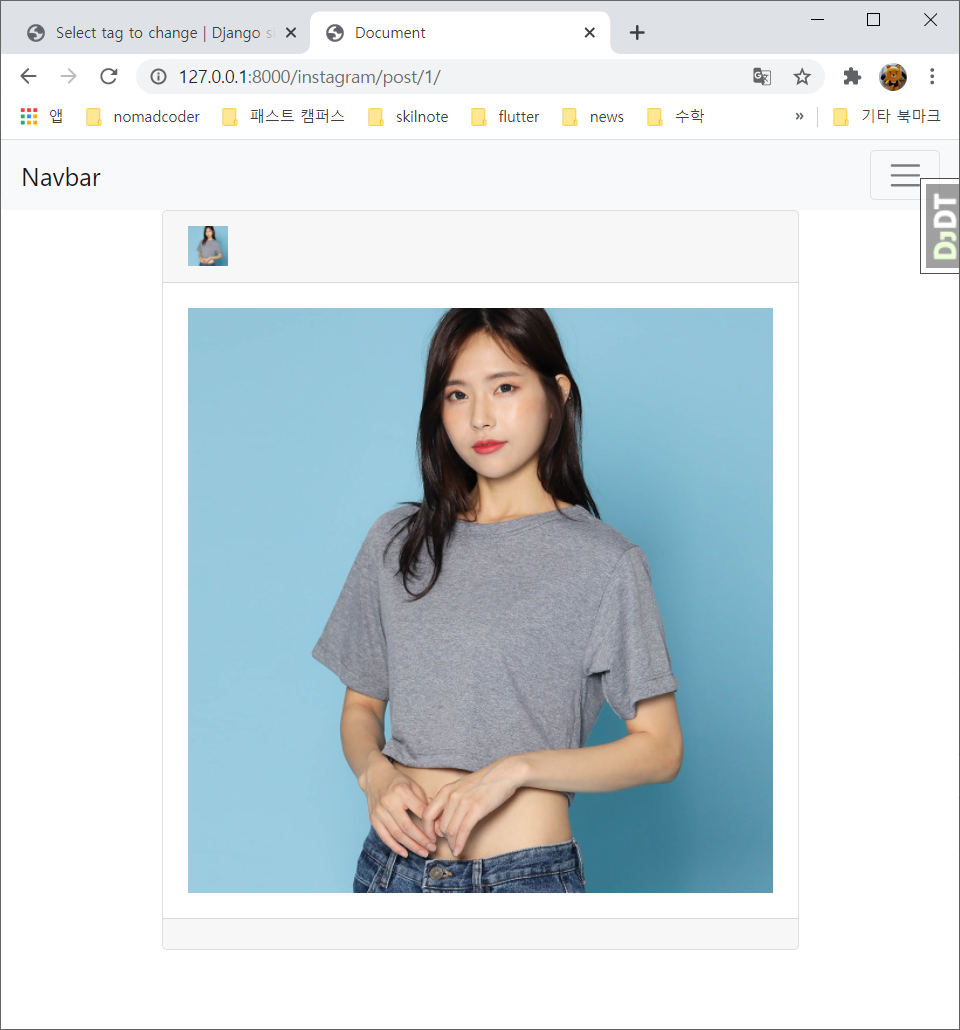 Select tag to change | Django si
Document
127.0.0.1:8000/instagram/post/1/
앱 nomadcoder 패스트 캠퍼스 skilnote flutter news 수학 » 기타 북마크
Navbar
DjDT